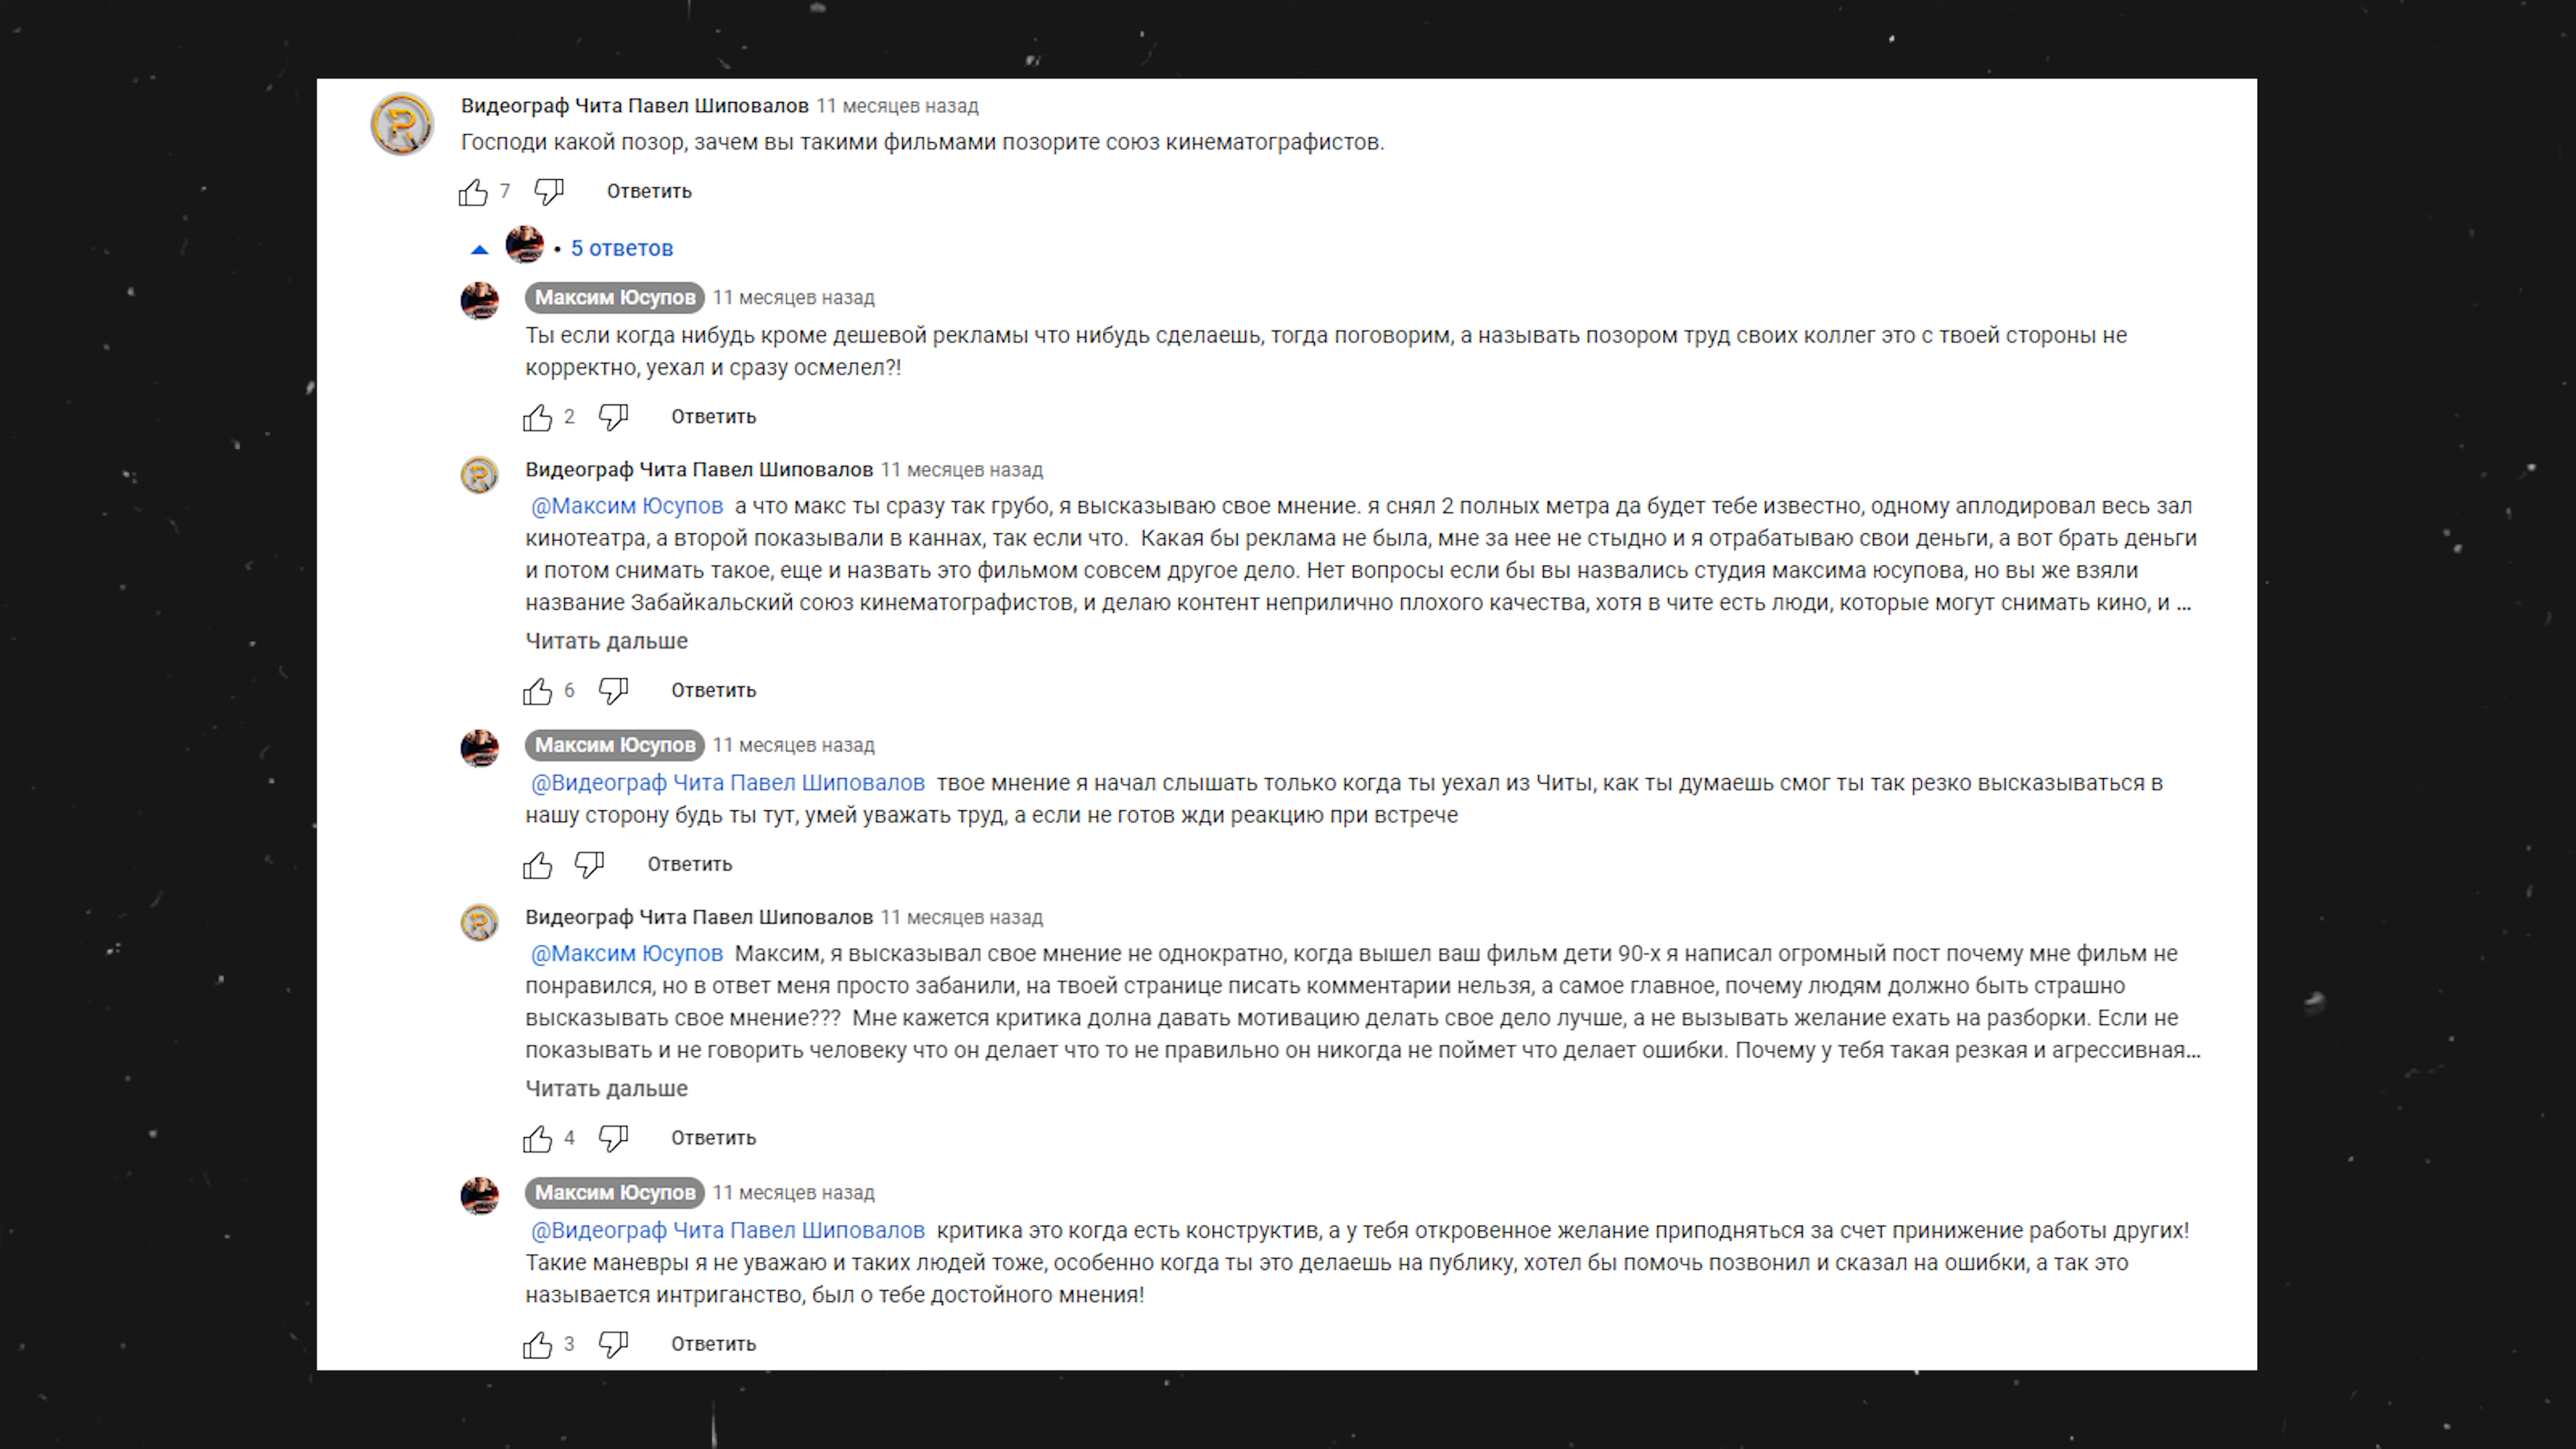 Видеограф Чита Павел Шиповалов 11 месяцев назад
Господи какой позор, зачем вы такими фильмами позорите союз кинематографистов.
7 Ответить
• 5 ответов
Максим Юсупов 11 месяцев назад
Ты если когда нибудь кроме дешевой рекламы что нибудь сделаешь, тогда поговорим, а называть позором труд своих коллег это с твоей стороны не
корректно, уехал и сразу осмелел?!
2 Ответить
Видеограф Чита Павел Шиповалов 11 месяцев назад
@Максим Юсупов а что макс ты сразу так грубо, я высказываю свое мнение. я снял 2 полных метра да будет тебе известно, одному аплодировал весь зал
кинотеатра, а второй показывали в каннах, так если что. Какая бы реклама не была, мне за нее не стыдно и я отрабатываю свои деньги, а вот брать деньги
и потом снимать такое, еще и назвать это фильмом совсем другое дело. Нет вопросы если бы вы назвались студия максима юсупова, но вы же взяли
название Забайкальский союз кинематографистов, и делаю контент неприлично плохого качества, хотя в чите есть люди, которые могут снимать кино, и ...
Читать дальше
6 Ответить
Максим Юсупов 11 месяцев назад
@Видеограф Чита Павел Шиповалов твое мнение я начал слышать только когда ты уехал из Читы, как ты думаешь смог ты так резко высказываться в
нашу сторону будь ты тут, умей уважать труд, а если не готов жди реакцию при встрече
Ответить
Видеограф Чита Павел Шиповалов 11 месяцев назад
@Максим Юсупов Максим, я высказывал свое мнение не однократно, когда вышел ваш фильм дети 90-х я написал огромный пост почему мне фильм не
понравился, но в ответ меня просто забанили, на твоей странице писать комментарии нельзя, а самое главное, почему людям должно быть страшно
высказывать свое мнение??? Мне кажется критика долна давать мотивацию делать свое дело лучше, а не вызывать желание ехать на разборки. Если не
показывать и не говорить человеку что он делает что то не правильно он никогда не поймет что делает ошибки. Почему у тебя такая резкая и агрессивная...
Читать дальше
4 Ответить
Максим Юсупов 11 месяцев назад
@Видеограф Чита Павел Шиповалов критика это когда есть конструктив, а у тебя откровенное желание приподняться за счет принижение работы других!
Такие маневры я не уважаю и таких людей тоже, особенно когда ты это делаешь на публику, хотел бы помочь позвонил и сказал на ошибки, а так это
называется интриганство, был о тебе достойного мнения!
3 Ответить